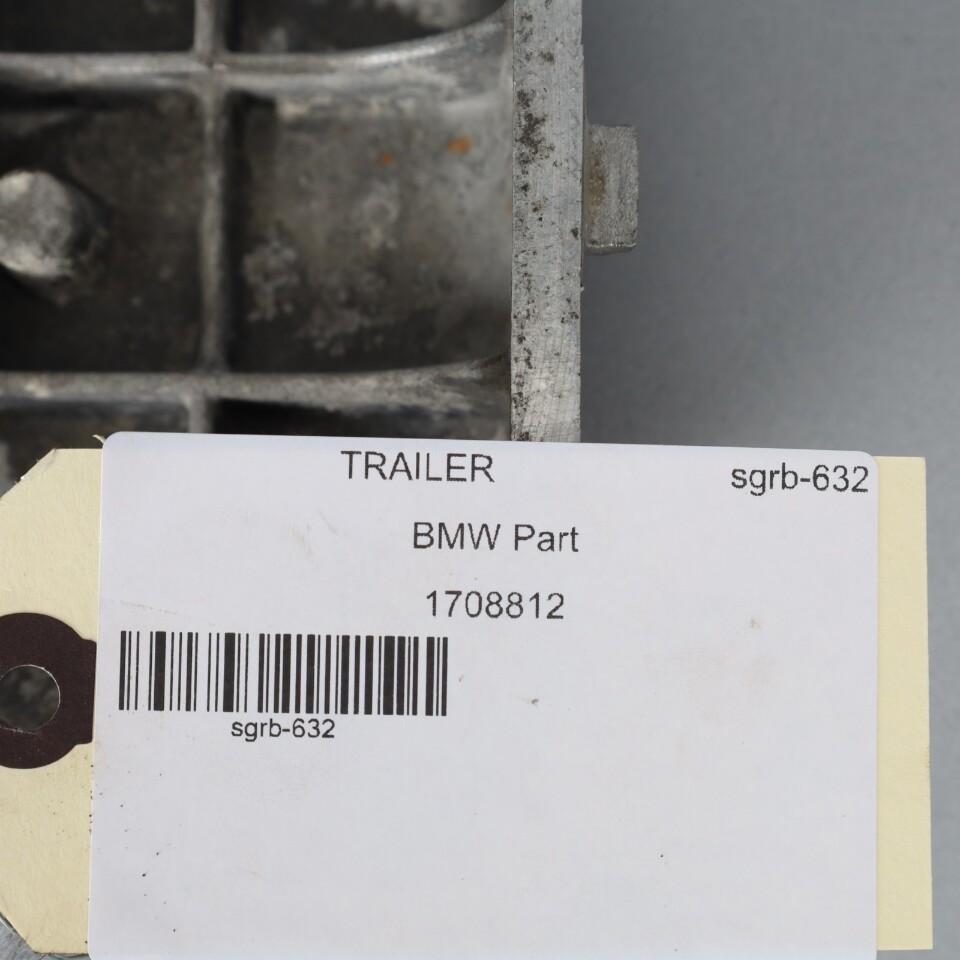 TRAILER sgrb-632
BMW Part
1708812
sgrb-632